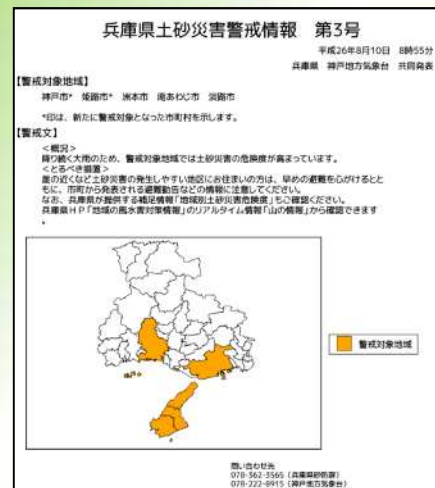 兵庫県土砂災害警戒情報　第3号
平成26年8月10日　8時55分
兵庫県　神戸地方気象台　共同発表
【警戒対象地域】
神戸市*　姫路市*　洲本市　南あわじ市　淡路市
*印は、新たに警戒対象となった市町村を示します。
【警戒文】
＜概況＞
降り続く大雨のため、警戒対象地域では土砂災害の危険度が高まっています。
＜とるべき措置＞
崖の近くなど土砂災害の発生しやすい地区にお住まいの方は、早めの避難を心がけるとと
もに、市町から発表される避難勧告などの情報に注意してください。
なお、兵庫県が提供する補足情報「地域別土砂災害危険度」もご確認ください。
兵庫県ＨＰ「地域の風水害対策情報」のリアルタイム情報「山の情報」から確認できます
。
警戒対象地域
問い合わせ先
078-362-3565（兵庫県砂防課）
078-222-8915（神戸地方気象台）